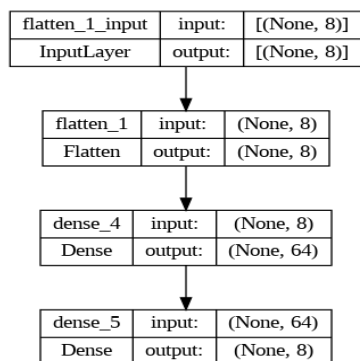 flatten_1_input input: [(None, 8)]
InputLayer output: [(None, 8)]
flatten_1 input: (None, 8)
Flatten output: (None, 8)
dense_4 input: (None, 8)
Dense output: (None, 64)
dense_5 input: (None, 64)
Dense output: (None, 8)